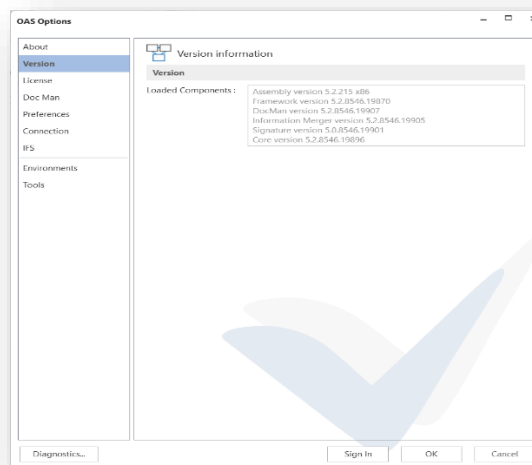 OAS Options
About
Version
License
Doc Man
Preferences
Connection
IFS
Environments
Tools
Version information
Version
Loaded Components :
Assembly version 5.2.215 x86
Framework version 5.2.8546.19870
DocMan version 5.2.8546.19907
Information Merger version 5.2.8546.19905
Signature version 5.0.8546.19901
Core version 5.2.8546.19896
Diagnostics...
Sign In
OK
Cancel